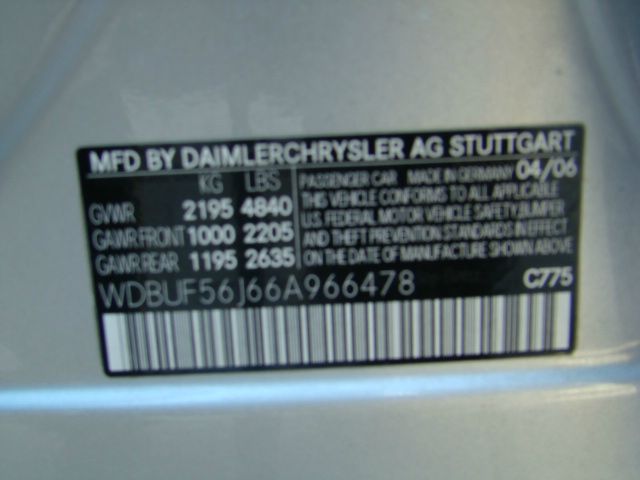 MFD BY DAIMLERCHRYSLER AG STUTTGART
KG LBS
GVWR 2195 4840
GAWR FRONT 1000 2205
GAWR REAR 1195 2635
PASSENGER CAR MADE IN GERMANY 04/06
THIS VEHICLE CONFORMS TO ALL APPLICABLE
U.S. FEDERAL MOTOR VEHICLE SAFETY, BUMPER
AND THEFT PREVENTION STANDARDS IN EFFECT
ON THE DATE OF MANUFACTURE SHOWN ABOVE.
WDBUF56J66A966478
C775